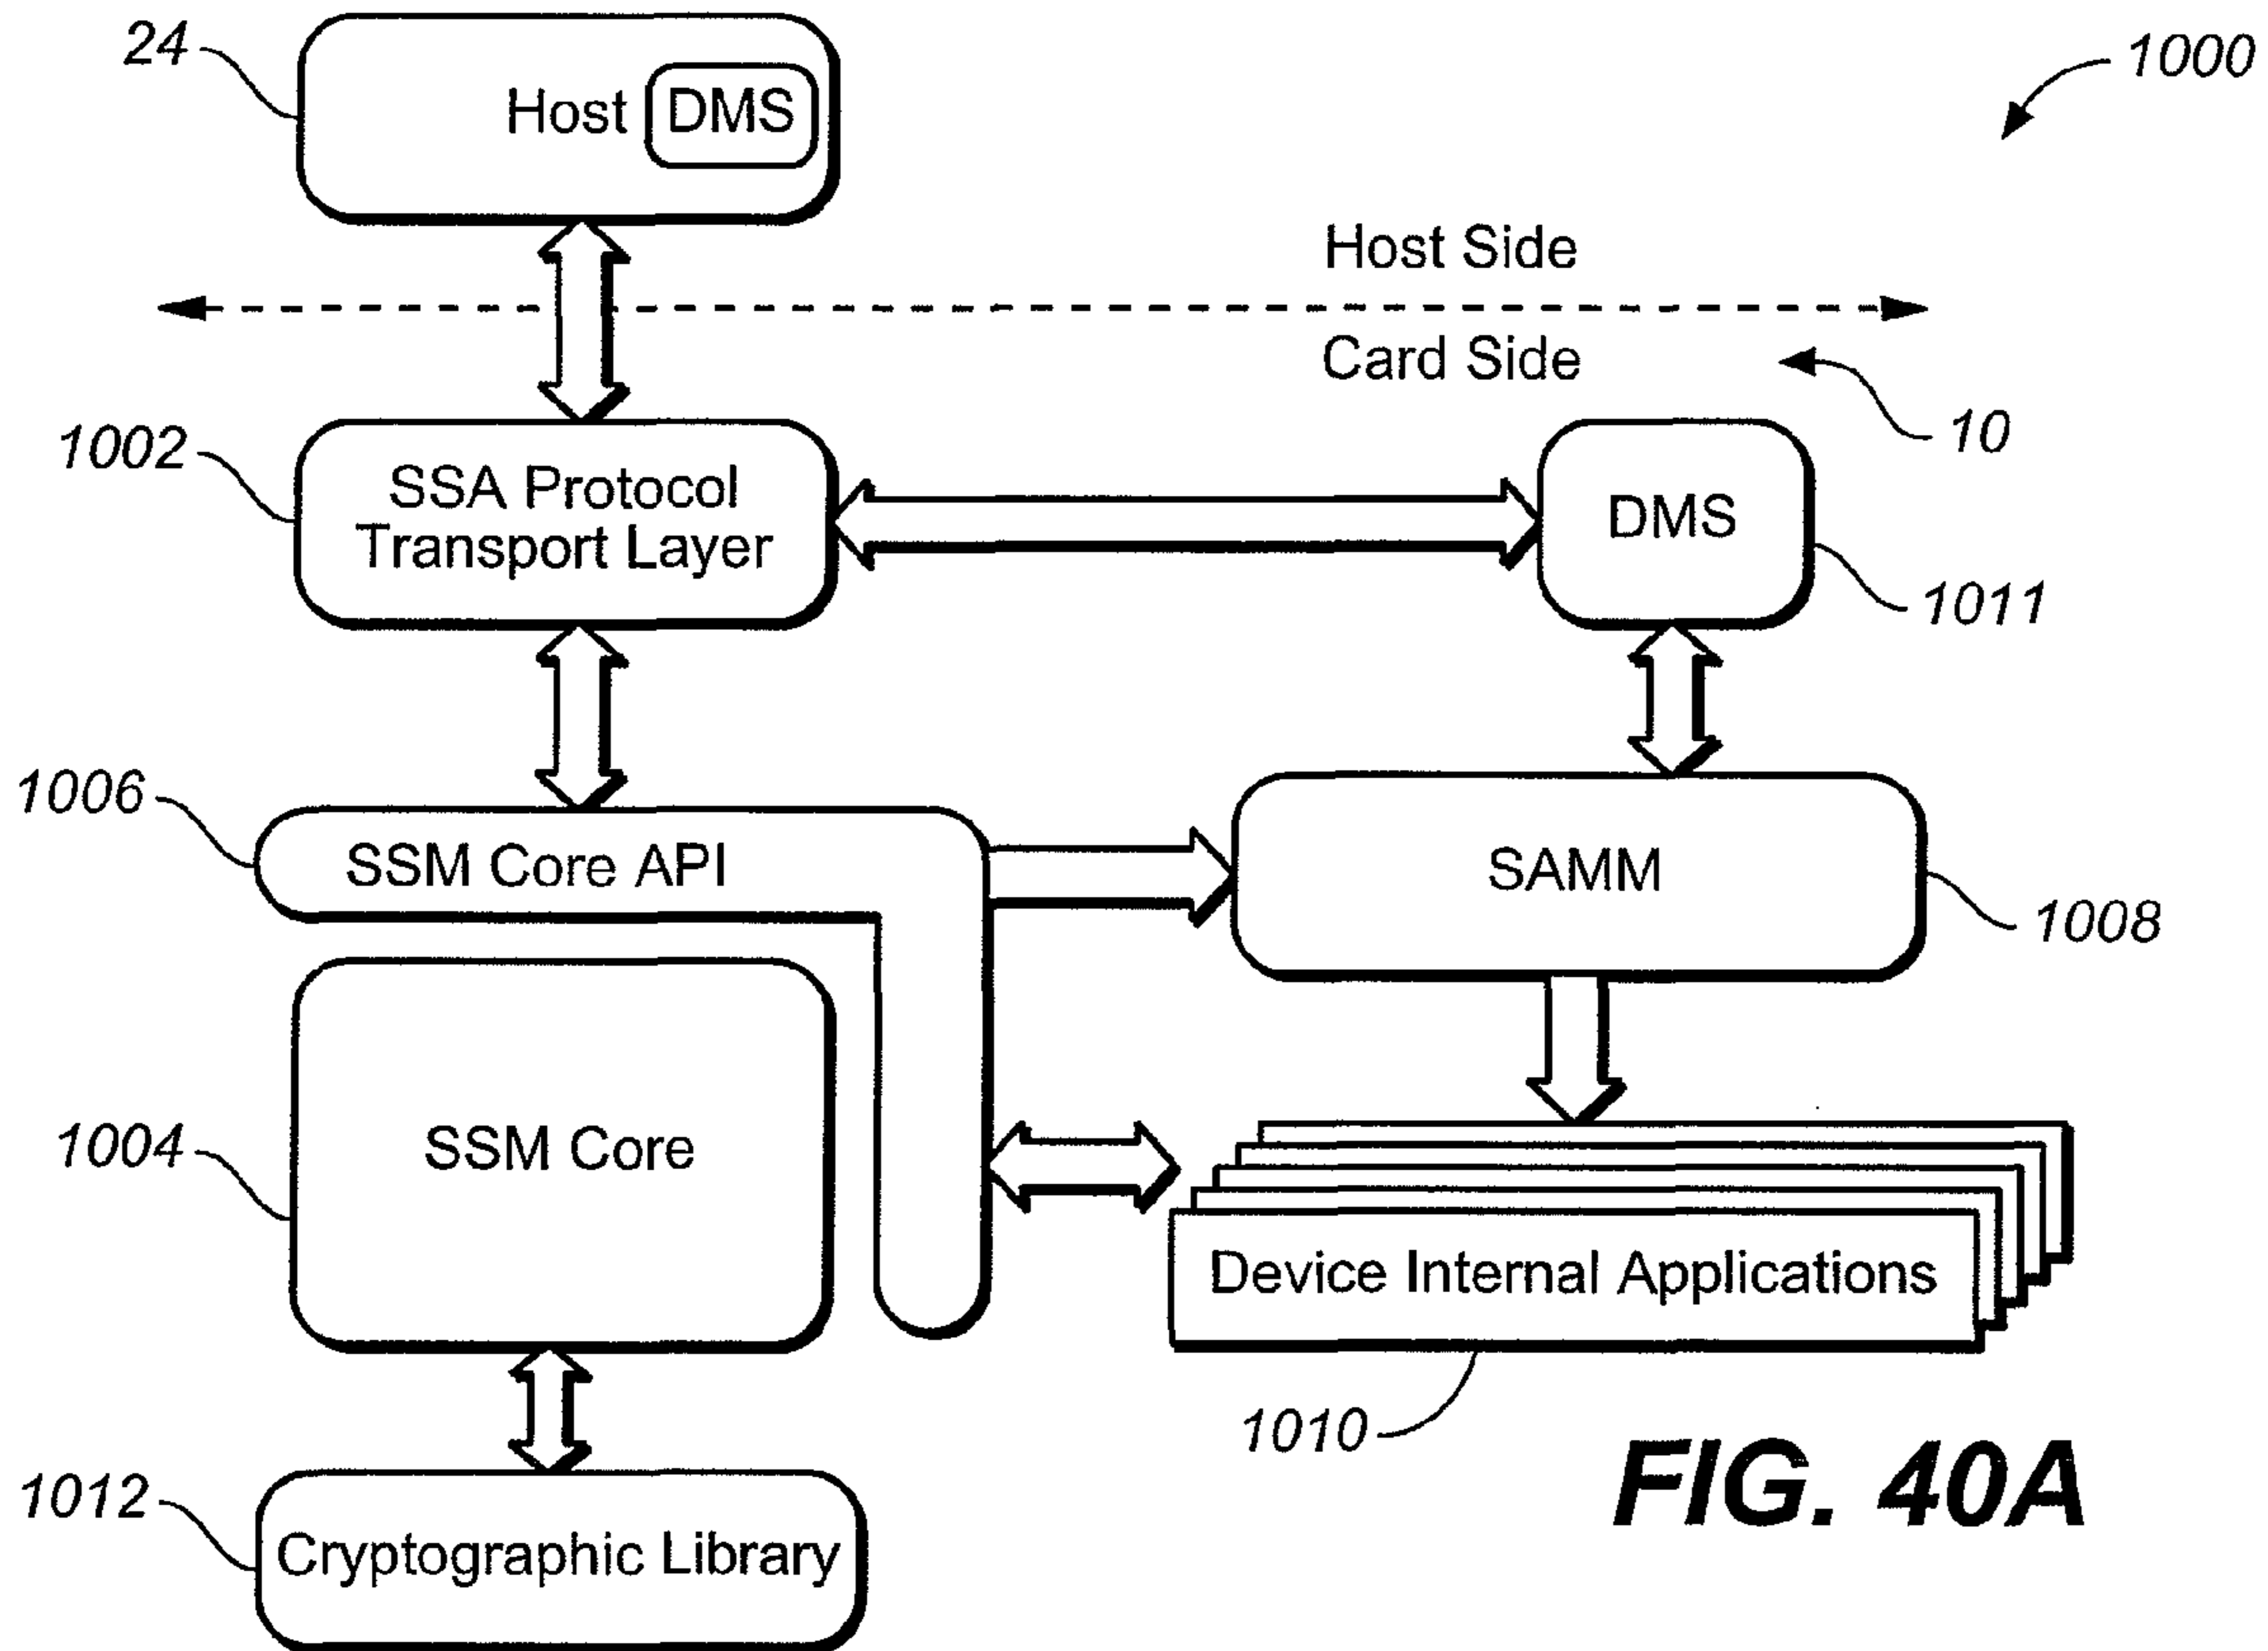 24
Host
DMS
1000
Host Side
Card Side
10
1002
SSA Protocol
Transport Layer
DMS
1011
1006
SSM Core API
SAMM
1008
1004
SSM Core
Device Internal Applications
1010
1012
Cryptographic Library
FIG. 40A